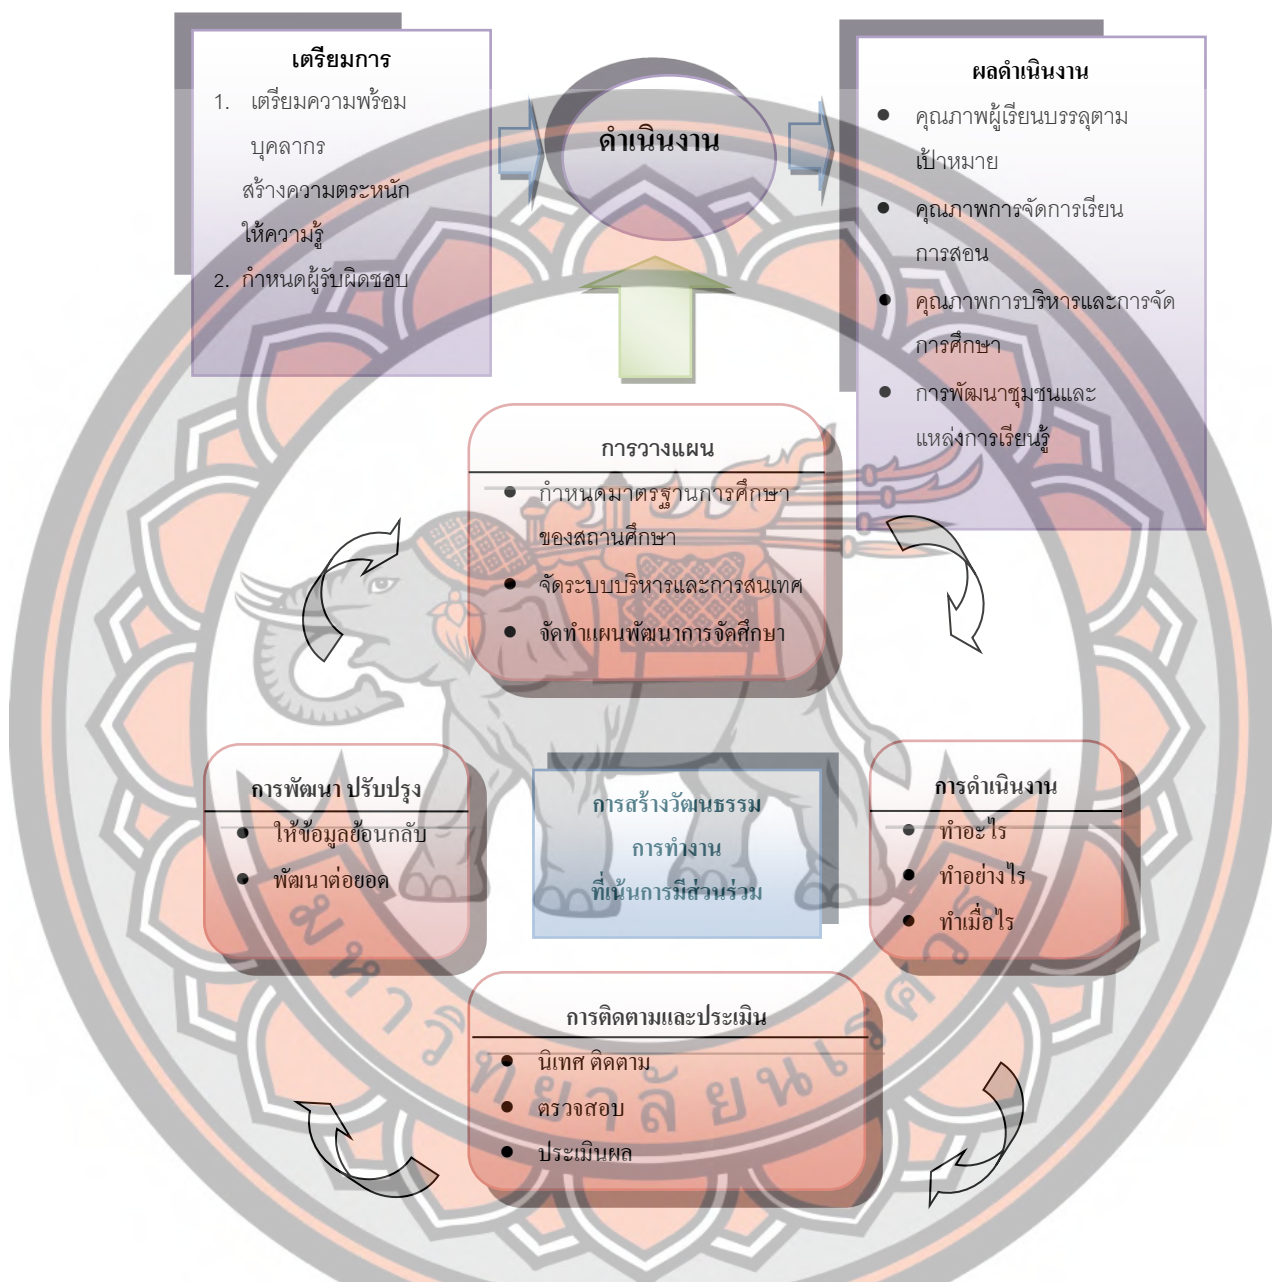 เตรียมการ
1. เตรียมความพร้อม
บุคลากร
สร้างความตระหนัก
ให้ความรู้
2. กำหนดผู้รับผิดชอบ
ดำเนินงาน
ผลดำเนินงาน
● คุณภาพผู้เรียนบรรลุตาม
เป้าหมาย
● คุณภาพการจัดการเรียน
การสอน
● คุณภาพการบริหารและการจัด
การศึกษา
● การพัฒนาชุมชนและ
แหล่งการเรียนรู้
การวางแผน
● กำหนดมาตรฐานการศึกษา
ของสถานศึกษา
● จัดระบบบริหารและการสนเทศ
● จัดทำแผนพัฒนาการจัดศึกษา
การพัฒนา ปรับปรุง
● ให้ข้อมูลย้อนกลับ
● พัฒนาต่อยอด
การสร้างวัฒนธรรม
การทำงาน
ที่เน้นการมีส่วนร่วม
การดำเนินงาน
● ทำอะไร
● ทำอย่างไร
● ทำเมื่อไร
การติดตามและประเมิน
● นิเทศ ติดตาม
● ตรวจสอบ
● ประเมินผล
มหาวิทยาลัยนเรศวร